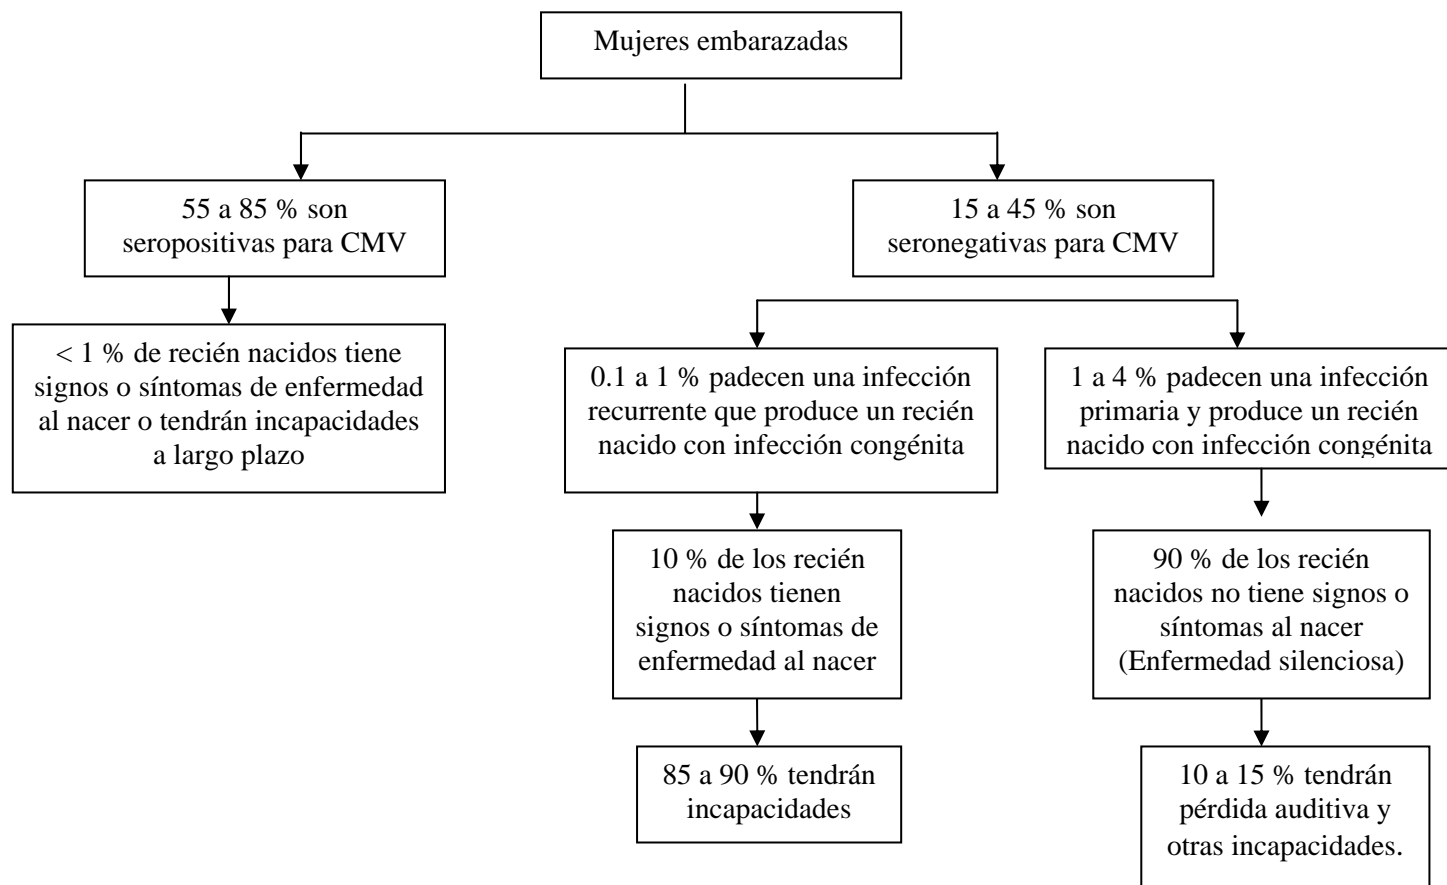 Mujeres embarazadas
55 a 85 % son
seropositivas para CMV
15 a 45 % son
seronegativas para CMV
< 1 % de recién nacidos tiene
signos o síntomas de enfermedad
al nacer o tendrán incapacidades
a largo plazo
0.1 a 1 % padecen una infección
recurrente que produce un recién
nacido con infección congénita
1 a 4 % padecen una infección
primaria y produce un recién
nacido con infección congénita
10 % de los recién
nacidos tienen
signos o síntomas de
enfermedad al nacer
90 % de los recién
nacidos no tiene signos o
síntomas al nacer
(Enfermedad silenciosa)
85 a 90 % tendrán
incapacidades
10 a 15 % tendrán
pérdida auditiva y
otras incapacidades.